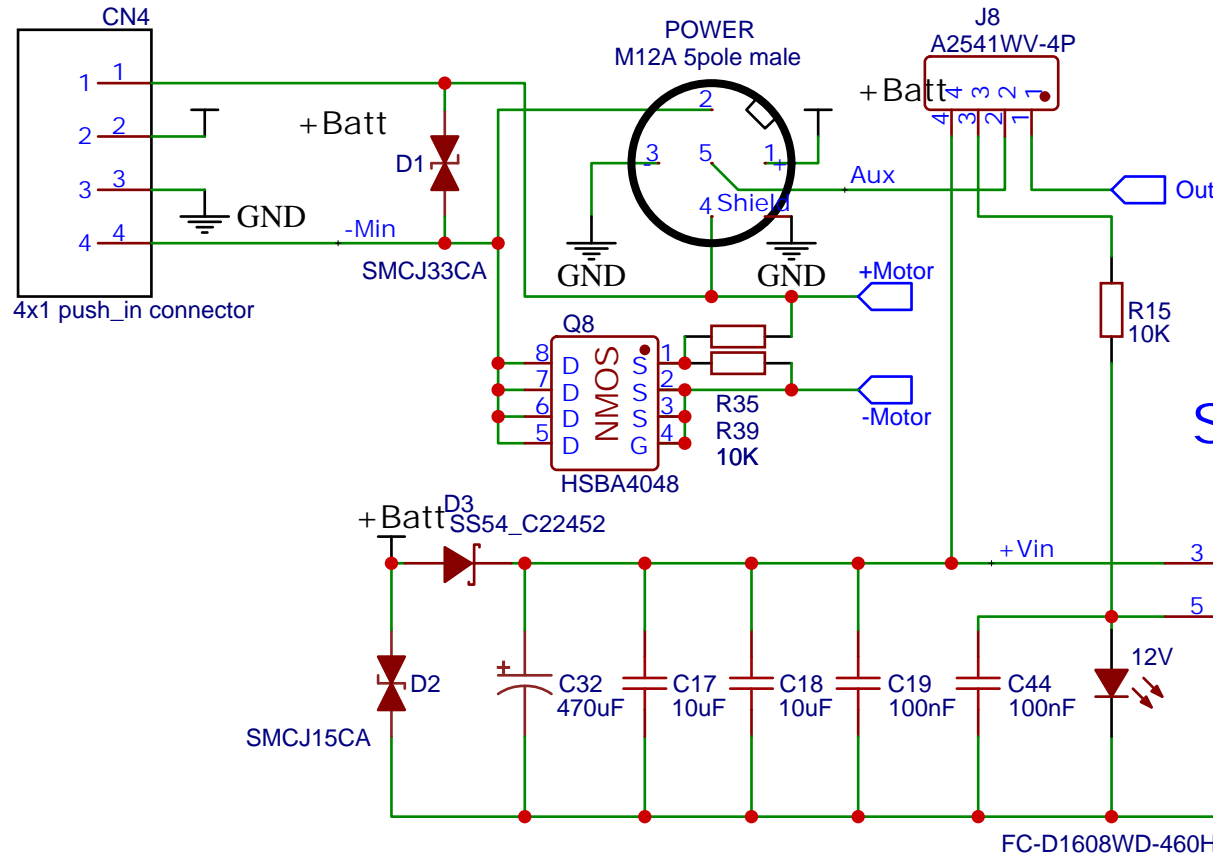 CN4
1 1
2 2
3 3
4 4
4x1 push_in connector
+Batt
GND
-Min
D1
SMCJ33CA
POWER
M12A 5pole male
2
3 -
5
1 +
4 Shield
GND
GND
Aux
J8
A2541WV-4P
+Batt
4 3 2 1
4 3 2 1
Out
+Motor
-Motor
R15
10K
Q8
NMOS
8 D S 1
7 D S 2
6 D S 3
5 D G 4
HSBA4048
R35
R39
10K
S
+Batt
D3
SS54_C22452
+Vin
3
5
D2
SMCJ15CA
+
C32
470uF
C17
10uF
C18
10uF
C19
100nF
C44
100nF
12V
FC-D1608WD-460H